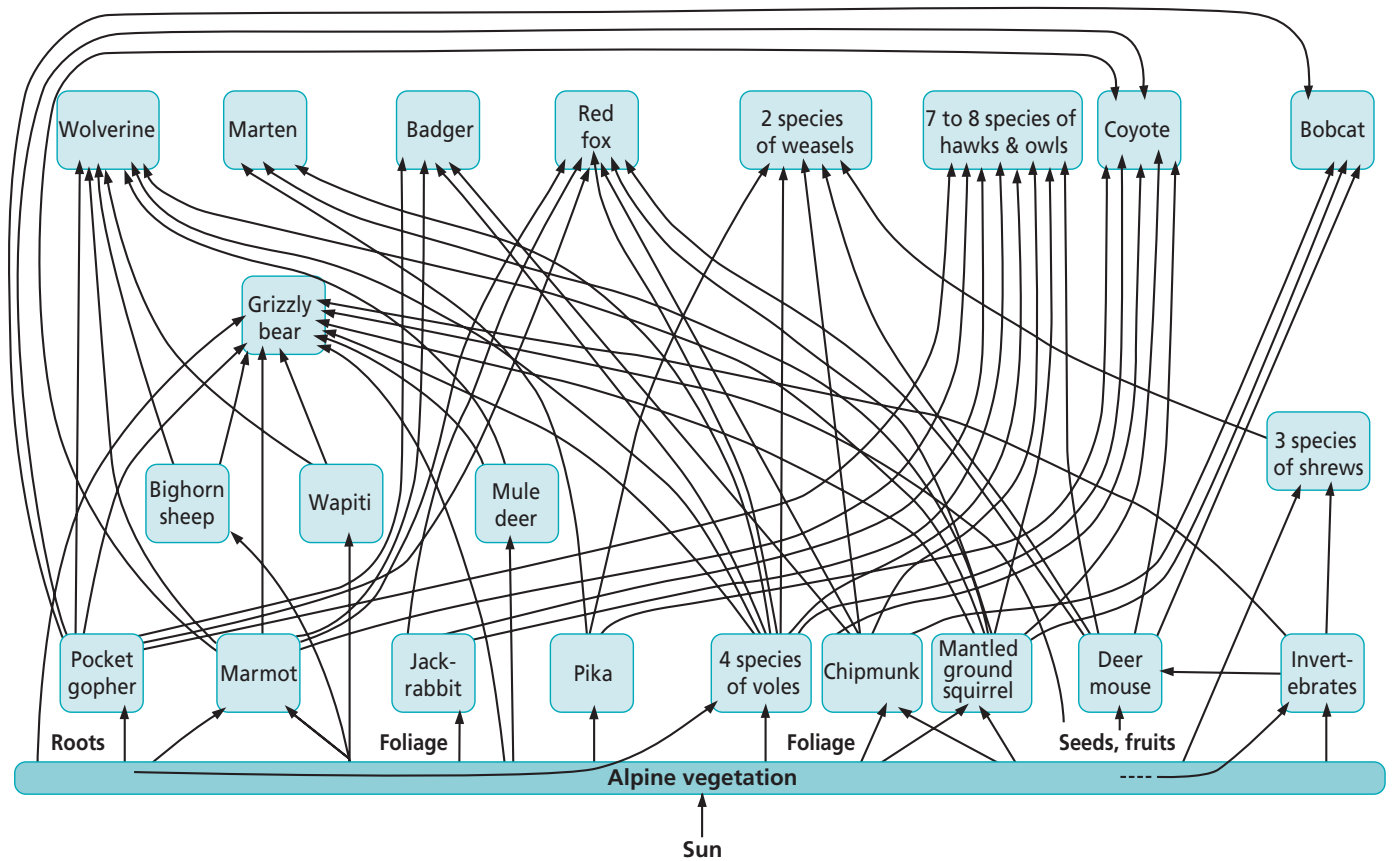 Wolverine
Marten
Badger
Red
fox
2 species
of weasels
7 to 8 species of
hawks & owls
Coyote
Bobcat
Grizzly
bear
3 species
of shrews
Bighorn
sheep
Wapiti
Mule
deer
Pocket
gopher
Marmot
Jack-
rabbit
Pika
4 species
of voles
Chipmunk
Mantled
ground
squirrel
Deer
mouse
Invert-
ebrates
Roots
Foliage
Foliage
Seeds, fruits
Alpine vegetation
Sun